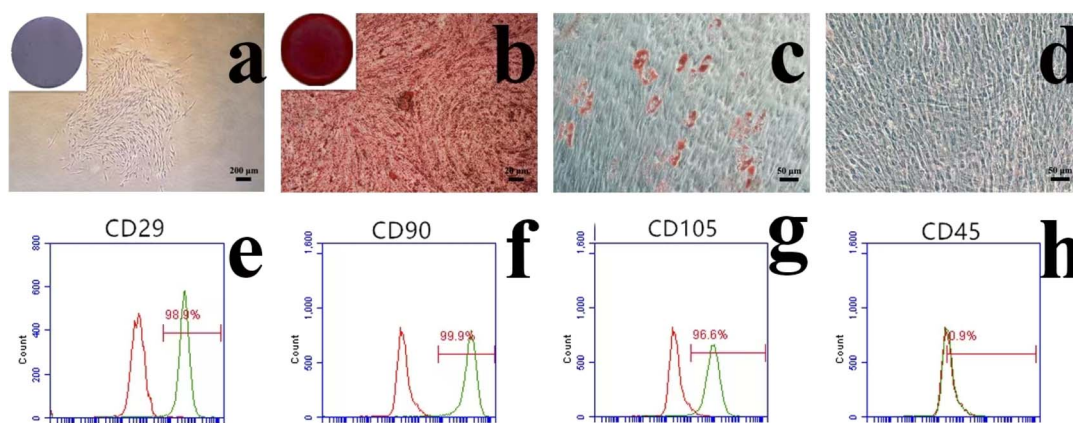 a
b
c
d
200 μm
20 μm
50 μm
50 μm
CD29
CD90
CD105
CD45
e
f
g
h
800
600
400
200
0
Count
98.9%
1,600
1,000
500
0
Count
99.9%
1,600
1,000
500
0
Count
96.6%
1,600
1,000
500
0
Count
0.9%